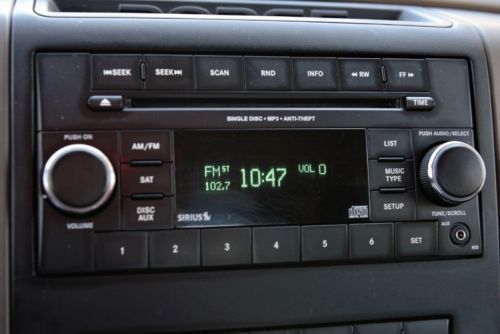 DODGE
SEEK
SEEK
SCAN
RND
INFO
RW
FF
TIME
SINGLE DISC • MP3 • ANTI-THEFT
PUSH ON
VOLUME
AM/FM
SAT
DISC
AUX
FM ST
102.7
10:47
VOL 0
SIRIUS
LIST
MUSIC
TYPE
SETUP
PUSH AUDIO/SELECT
TUNE/SCROLL
AUX
1
2
3
4
5
6
SET